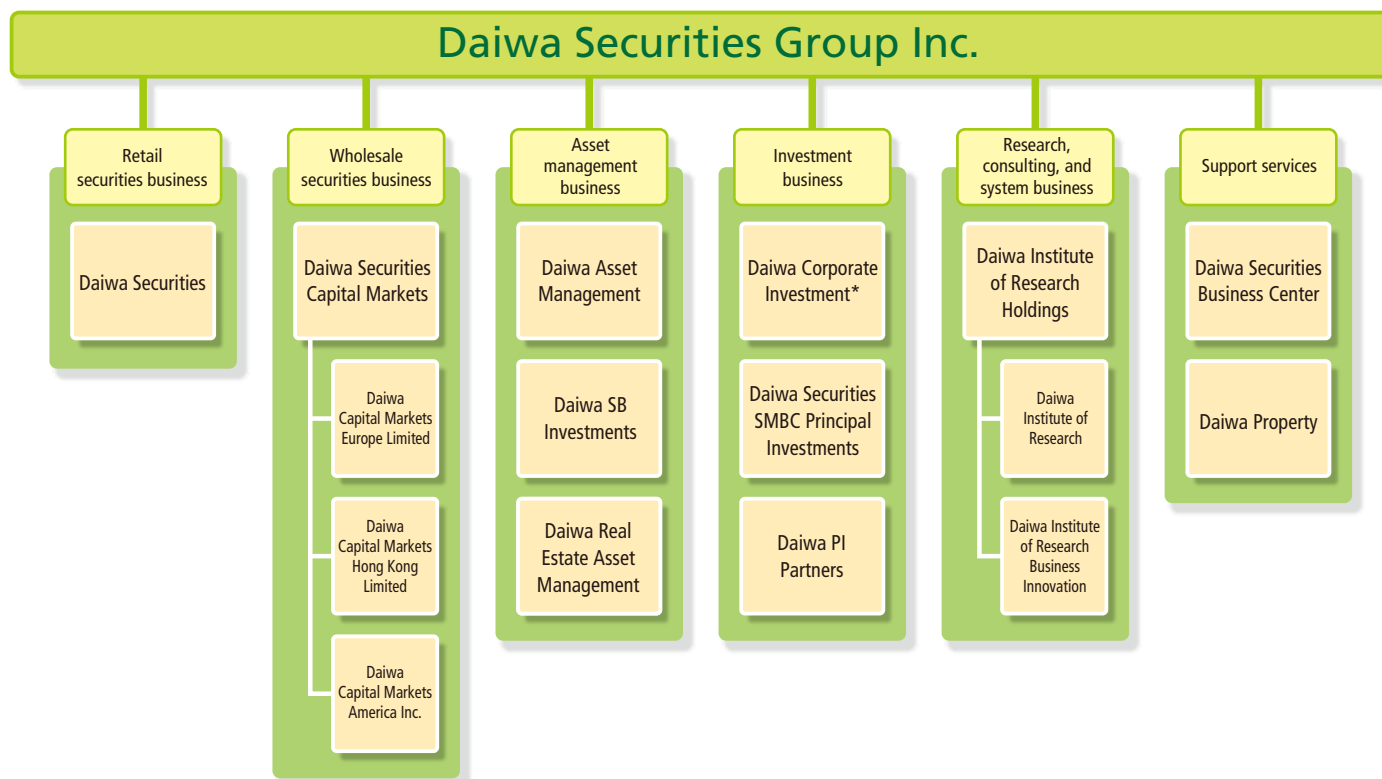 Daiwa Securities Group Inc.
Retail
securities business
Daiwa Securities
Wholesale
securities business
Daiwa Securities
Capital Markets
Daiwa
Capital Markets
Europe Limited
Daiwa
Capital Markets
Hong Kong
Limited
Daiwa
Capital Markets
America Inc.
Asset
management
business
Daiwa Asset
Management
Daiwa SB
Investments
Daiwa Real
Estate Asset
Management
Investment
business
Daiwa Corporate
Investment*
Daiwa Securities
SMBC Principal
Investments
Daiwa PI
Partners
Research,
consulting, and
system business
Daiwa Institute
of Research
Holdings
Daiwa
Institute of
Research
Daiwa Institute
of Research
Business
Innovation
Support services
Daiwa Securities
Business Center
Daiwa Property